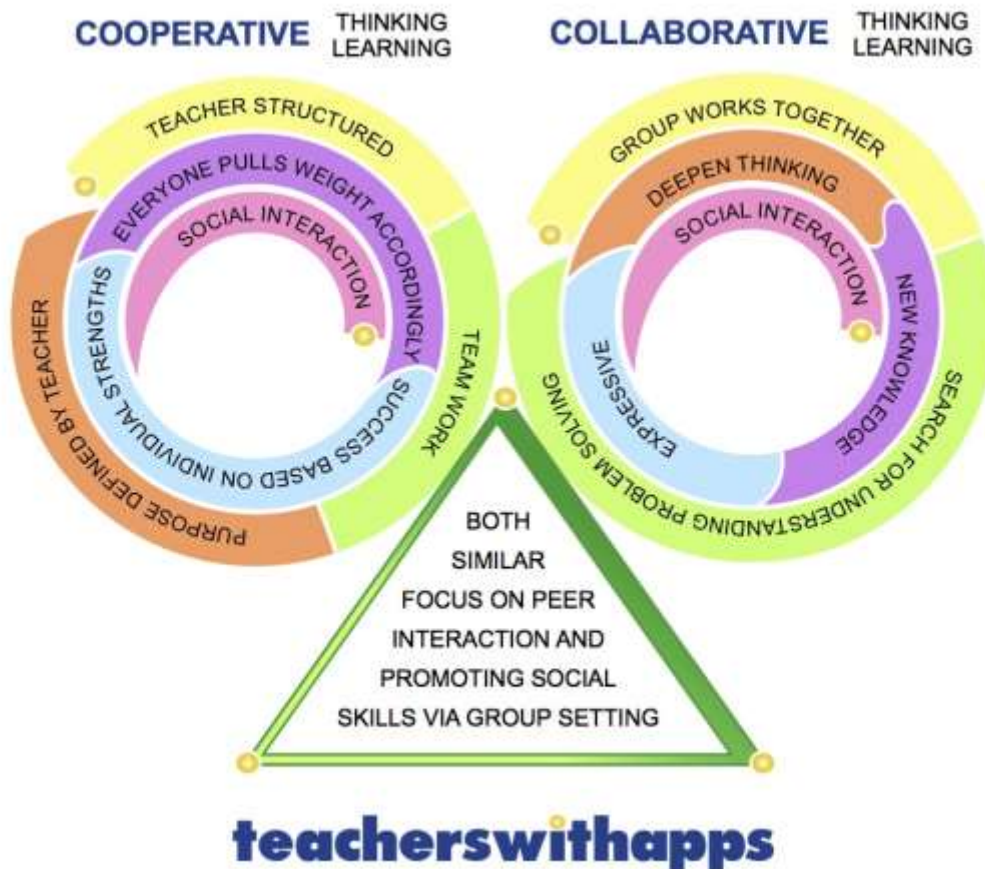 COOPERATIVE
THINKING
LEARNING
TEACHER STRUCTURED
EVERYONE PULLS WEIGHT ACCORDINGLY
SOCIAL INTERACTION
TEAM WORK
SUCCESS BASED ON INDIVIDUAL STRENGTHS
PURPOSE DEFINED BY TEACHER
COLLABORATIVE
THINKING
LEARNING
GROUP WORKS TOGETHER
DEEPEN THINKING
SOCIAL INTERACTION
NEW KNOWLEDGE
EXPRESSIVE
SEARCH FOR UNDERSTANDING PROBLEM SOLVING
BOTH
SIMILAR
FOCUS ON PEER
INTERACTION AND
PROMOTING SOCIAL
SKILLS VIA GROUP SETTING
teacherswithapps